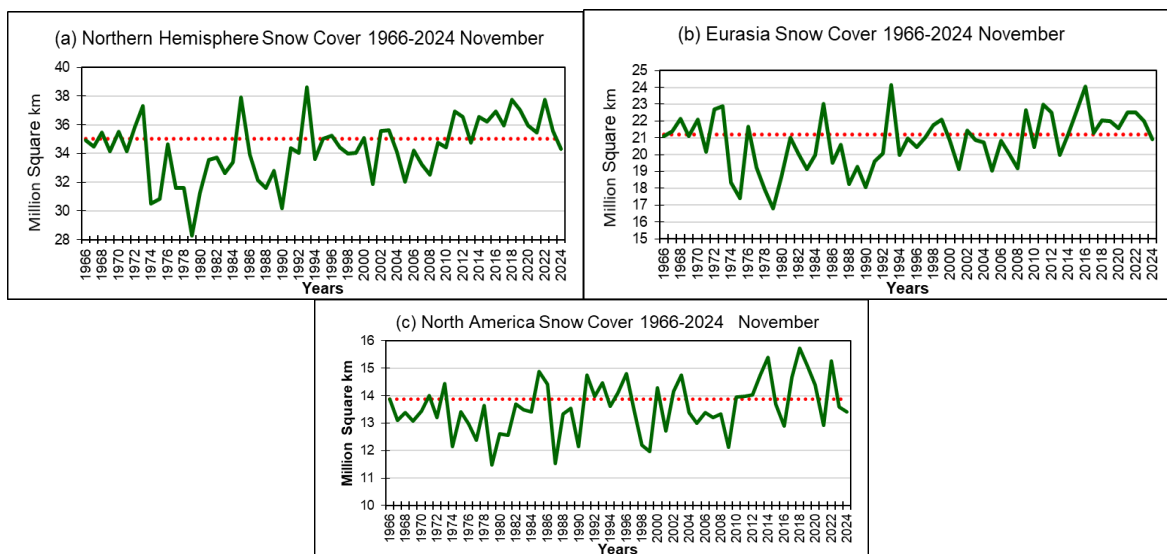 (a) Northern Hemisphere Snow Cover 1966-2024 November
Million Square km
40
38
36
34
32
30
28
1966 1968 1970 1972 1974 1976 1978 1980 1982 1984 1986 1988 1990 1992 1994 1996 1998 2000 2002 2004 2006 2008 2010 2012 2014 2016 2018 2020 2022 2024
Years
(b) Eurasia Snow Cover 1966-2024 November
Million Square km
25
24
23
22
21
20
19
18
17
16
15
1966 1968 1970 1972 1974 1976 1978 1980 1982 1984 1986 1988 1990 1992 1994 1996 1998 2000 2002 2004 2006 2008 2010 2012 2014 2016 2018 2020 2022 2024
Years
(c) North America Snow Cover 1966-2024 November
Million Square km
16
15
14
13
12
11
10
1966 1968 1970 1972 1974 1976 1978 1980 1982 1984 1986 1988 1990 1992 1994 1996 1998 2000 2002 2004 2006 2008 2010 2012 2014 2016 2018 2020 2022 2024
Years